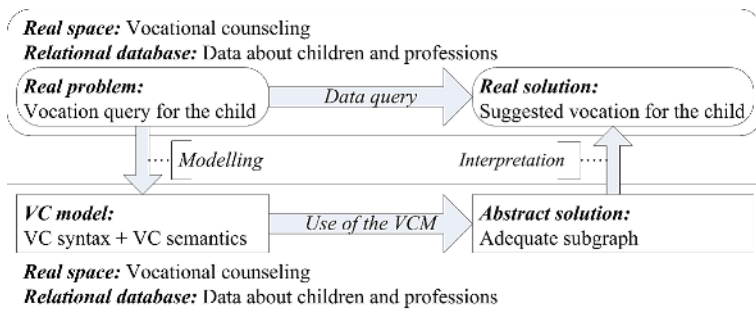 Real space: Vocational counseling
Relational database: Data about children and professions
Real problem:
Vocation query for the child
Data query
Real solution:
Suggested vocation for the child
Modelling
Interpretation
VC model:
VC syntax + VC semantics
Use of the VCM
Abstract solution:
Adequate subgraph
Real space: Vocational counseling
Relational database: Data about children and professions